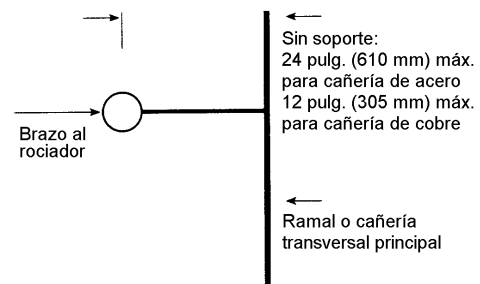 Sin soporte:
24 pulg. (610 mm) máx.
para cañería de acero
12 pulg. (305 mm) máx.
para cañería de cobre
Brazo al
rociador
Ramal o cañería
transversal principal